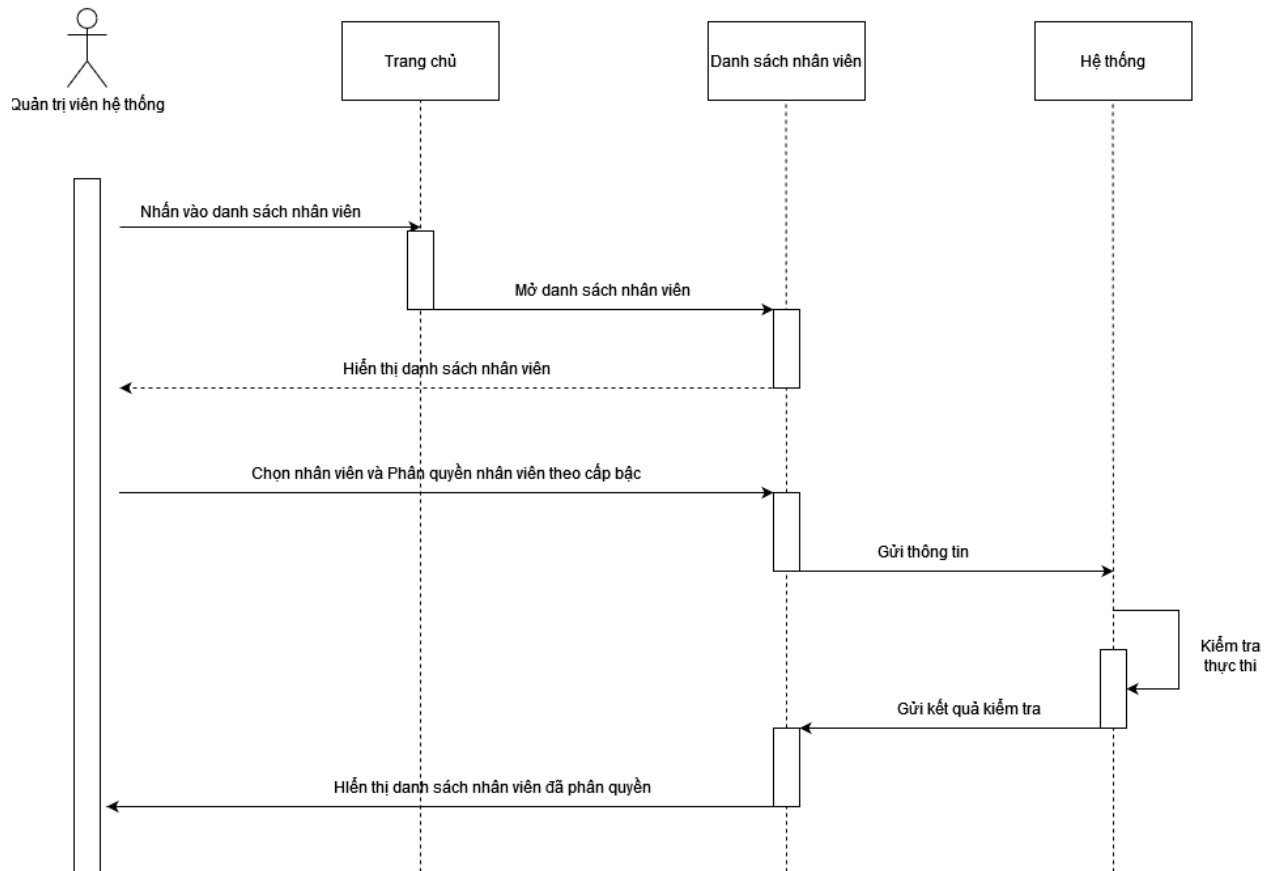 Trang chủ
Danh sách nhân viên
Hệ thống
Quản trị viên hệ thống
Nhấn vào danh sách nhân viên
Mở danh sách nhân viên
Hiển thị danh sách nhân viên
Chọn nhân viên và Phân quyền nhân viên theo cấp bậc
Gửi thông tin
Kiểm tra
thực thi
Gửi kết quả kiểm tra
HIển thị danh sách nhân viên đã phân quyền